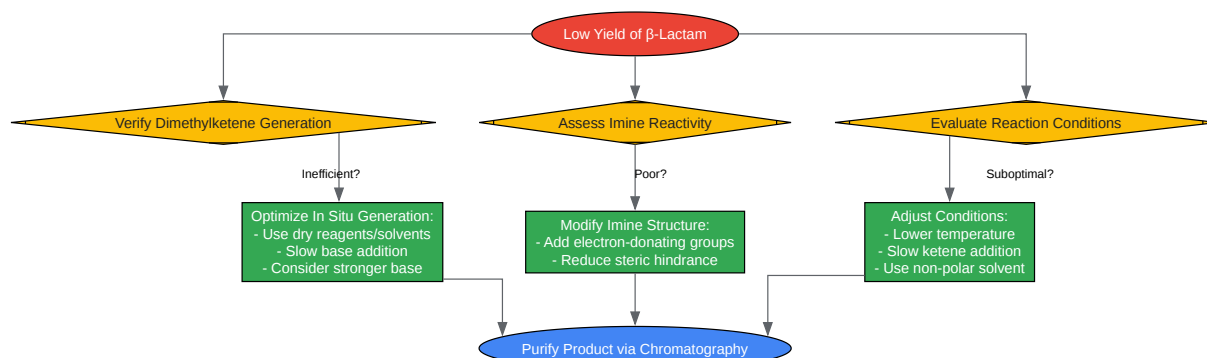 Low Yield of β-Lactam
Verify Dimethylketene Generation
Assess Imine Reactivity
Evaluate Reaction Conditions
Inefficient?
Poor?
Suboptimal?
Optimize In Situ Generation:
- Use dry reagents/solvents
- Slow base addition
- Consider stronger base
Modify Imine Structure:
- Add electron-donating groups
- Reduce steric hindrance
Adjust Conditions:
- Lower temperature
- Slow ketene addition
- Use non-polar solvent
Purify Product via Chromatography